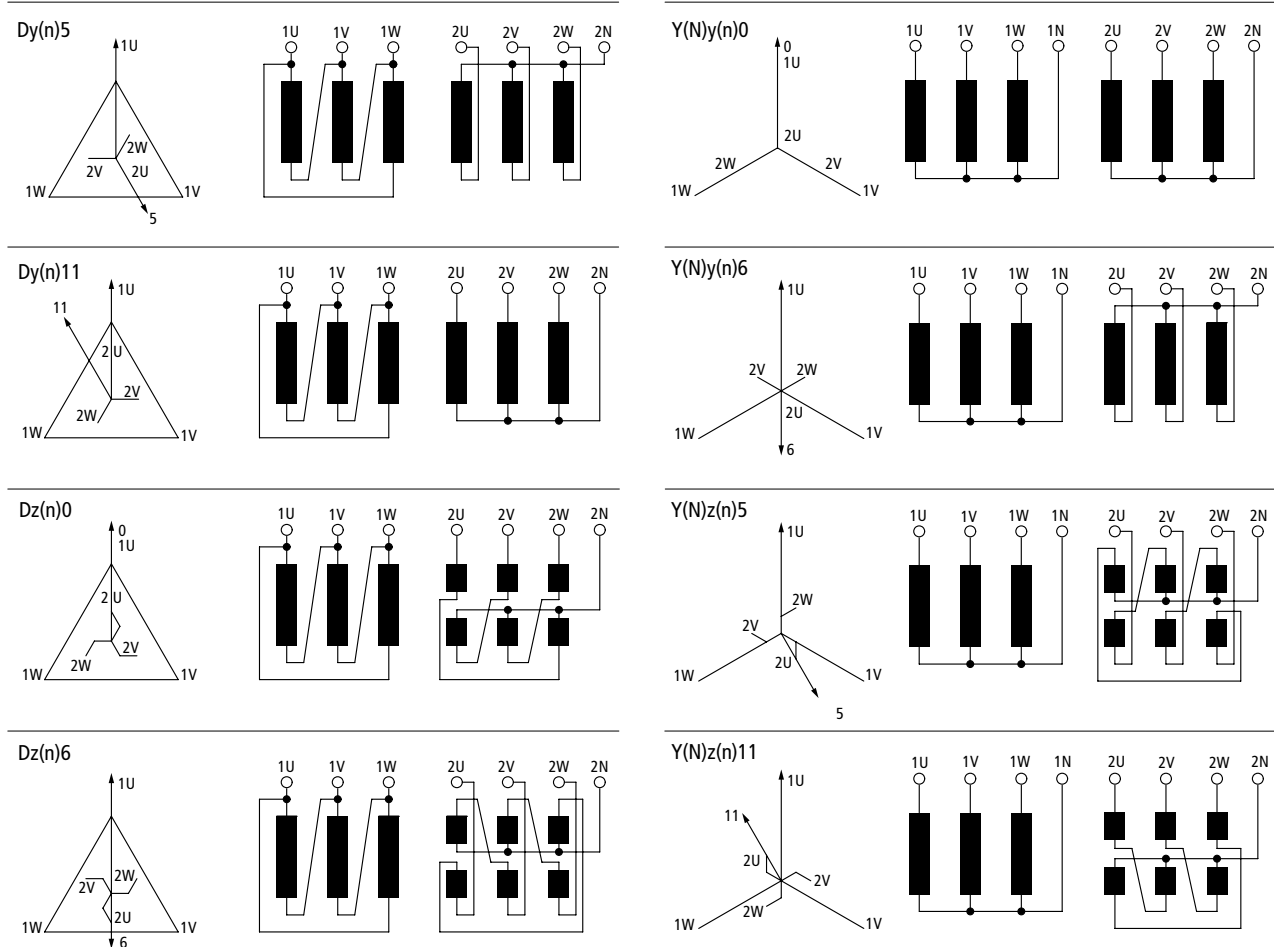 Dy(n)5
1U
2W
2V
2U
1W
1V
5
1U 1V 1W 2U 2V 2W 2N
Y(N)y(n)0
0
1U
2U
2W
2V
1W
1V
1U 1V 1W 1N 2U 2V 2W 2N
Dy(n)11
11
1U
2U
2V
2W
1W
1V
1U 1V 1W 2U 2V 2W 2N
Y(N)y(n)6
1U
2V
2W
2U
1W
1V
6
1U 1V 1W 1N 2U 2V 2W 2N
Dz(n)0
0
1U
2U
2V
2W
1W
1V
1U 1V 1W 2U 2V 2W 2N
Y(N)z(n)5
1U
2W
2V
2U
1W
1V
5
1U 1V 1W 1N 2U 2V 2W 2N
Dz(n)6
1U
2V
2W
2U
1W
1V
6
1U 1V 1W 2U 2V 2W 2N
Y(N)z(n)11
1U
11
2U
2V
2W
1W
1V
1U 1V 1W 1N 2U 2V 2W 2N